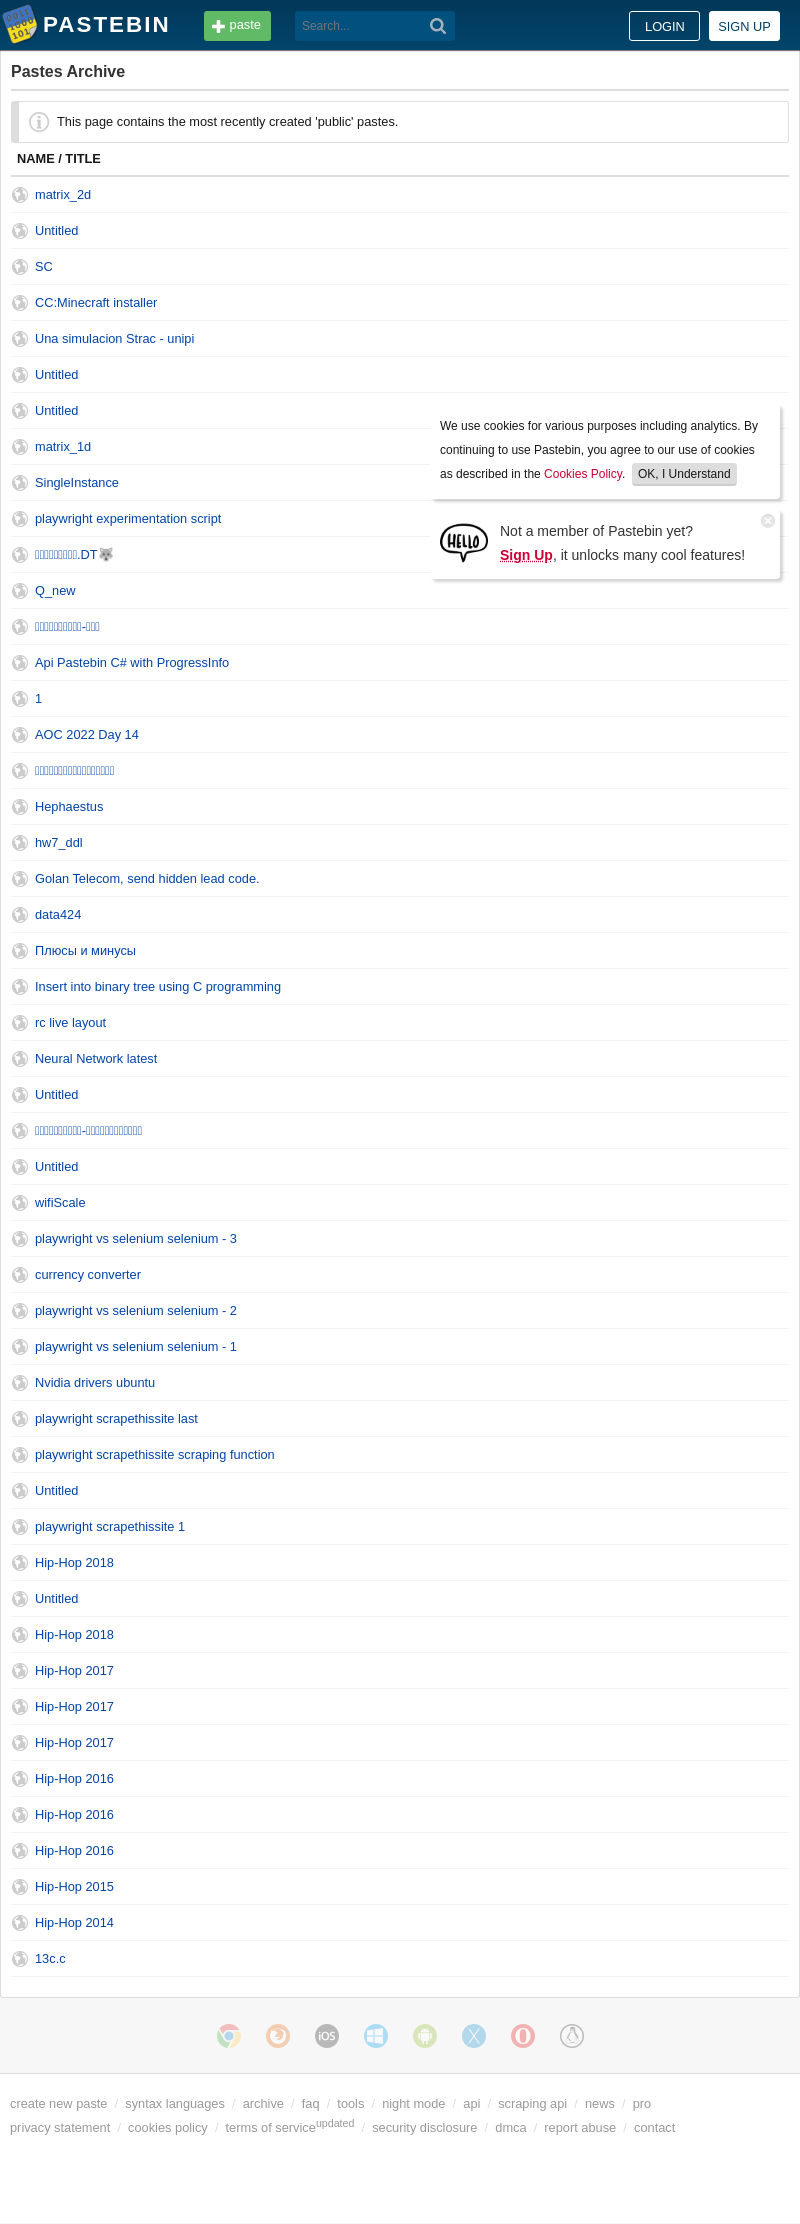 PASTEBIN
paste
Search...
LOGIN
SIGN UP
Pastes Archive
This page contains the most recently created 'public' pastes.
NAME / TITLE
matrix_2d
Untitled
SC
CC:Minecraft installer
Una simulacion Strac - unipi
Untitled
Untitled
matrix_1d
SingleInstance
playwright experimentation script
.DT🐺
Q_new
-
Api Pastebin C# with ProgressInfo
1
AOC 2022 Day 14
Hephaestus
hw7_ddl
Golan Telecom, send hidden lead code.
data424
Плюсы и минусы
Insert into binary tree using C programming
rc live layout
Neural Network latest
Untitled
-
Untitled
wifiScale
playwright vs selenium selenium - 3
currency converter
playwright vs selenium selenium - 2
playwright vs selenium selenium - 1
Nvidia drivers ubuntu
playwright scrapethissite last
playwright scrapethissite scraping function
Untitled
playwright scrapethissite 1
Hip-Hop 2018
Untitled
Hip-Hop 2018
Hip-Hop 2017
Hip-Hop 2017
Hip-Hop 2017
Hip-Hop 2016
Hip-Hop 2016
Hip-Hop 2016
Hip-Hop 2015
Hip-Hop 2014
13c.c
We use cookies for various purposes including analytics. By
continuing to use Pastebin, you agree to our use of cookies
as described in the Cookies Policy. OK, I Understand
HELLO
Not a member of Pastebin yet?
Sign Up, it unlocks many cool features!
iOS
create new paste / syntax languages / archive / faq / tools / night mode / api / scraping api / news / pro
privacy statement / cookies policy / terms of service updated / security disclosure / dmca / report abuse / contact